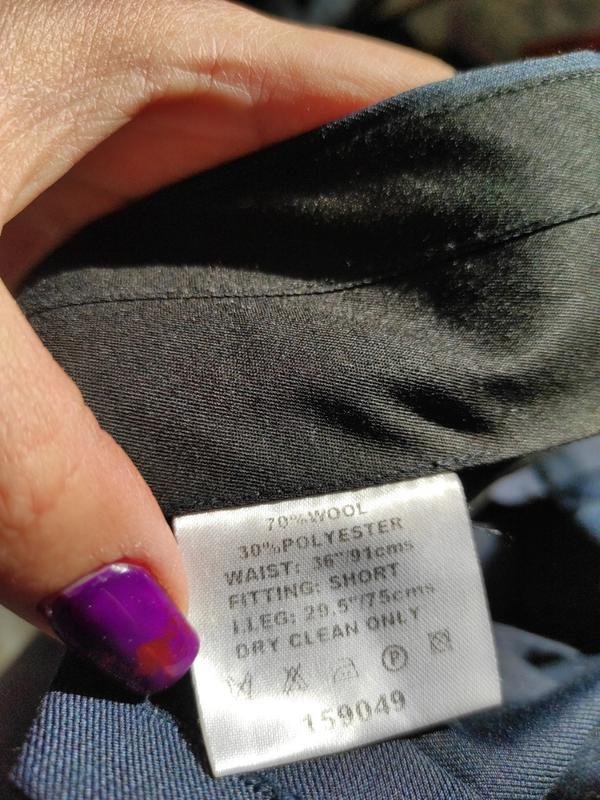 70%WOOL
30%POLYESTER
WAIST: 36"/91cms
FITTING: SHORT
I.LEG: 29.5"/75cms
DRY CLEAN ONLY
P
159049